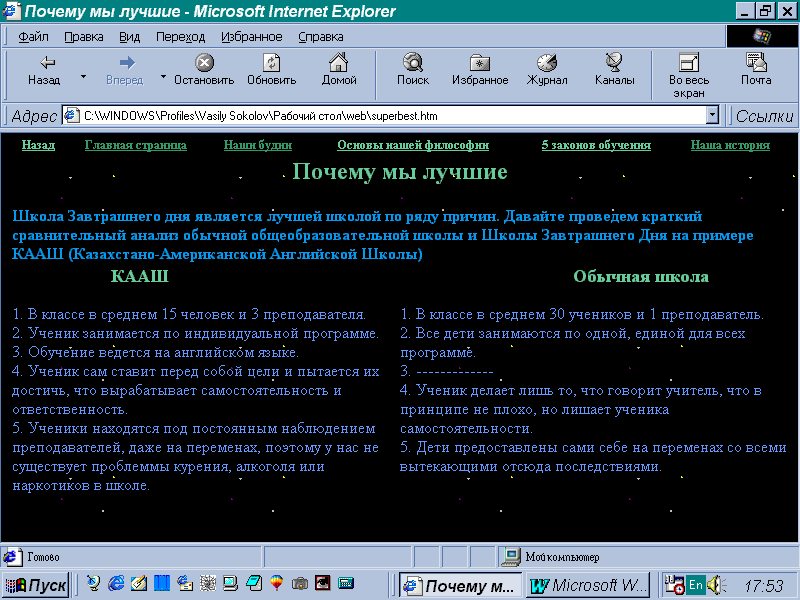 Почему мы лучшие - Microsoft Internet Explorer
Файл Правка Вид Переход Избранное Справка
Назад Вперед Остановить Обновить Домой Поиск Избранное Журнал Каналы Во весь экран Почта
Адрес C:\WINDOWS\Profiles\Vasily Sokolov\Рабочий стол\web\superbest.htm Ссылки
Назад Главная страница Наши будни Основы нашей философии 5 законов обучения Наша история
Почему мы лучшие
Школа Завтрашнего дня является лучшей школой по ряду причин. Давайте проведем краткий
сравнительный анализ обычной общеобразовательной школы и Школы Завтрашнего Дня на примере
КААШ (Казахстано-Американской Английской Школы)
КААШ
1. В классе в среднем 15 человек и 3 преподавателя.
2. Ученик занимается по индивидуальной программе.
3. Обучение ведется на английском языке.
4. Ученик сам ставит перед собой цели и пытается их
достичь, что вырабатывает самостоятельность и
ответственность.
5. Ученики находятся под постоянным наблюдением
преподавателей, даже на переменах, поэтому у нас не
существует проблеммы курения, алкоголя или
наркотиков в школе.
Обычная школа
1. В классе в среднем 30 учеников и 1 преподаватель.
2. Все дети занимаются по одной, единой для всех
программе.
3. -------------
4. Ученик делает лишь то, что говорит учитель, что в
принципе не плохо, но лишает ученика
самостоятельности.
5. Дети предоставлены сами себе на переменах со всеми
вытекающими отсюда последствиями.
Готово Мой компьютер
Пуск Почему м... Microsoft W... En 17:53